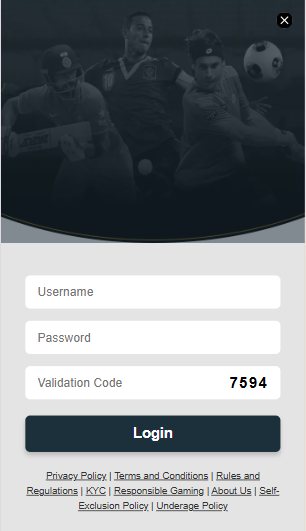 Username
Password
Validation Code 7594
Login
Privacy Policy | Terms and Conditions | Rules and
Regulations | KYC | Responsible Gaming | About Us | Self-
Exclusion Policy | Underage Policy